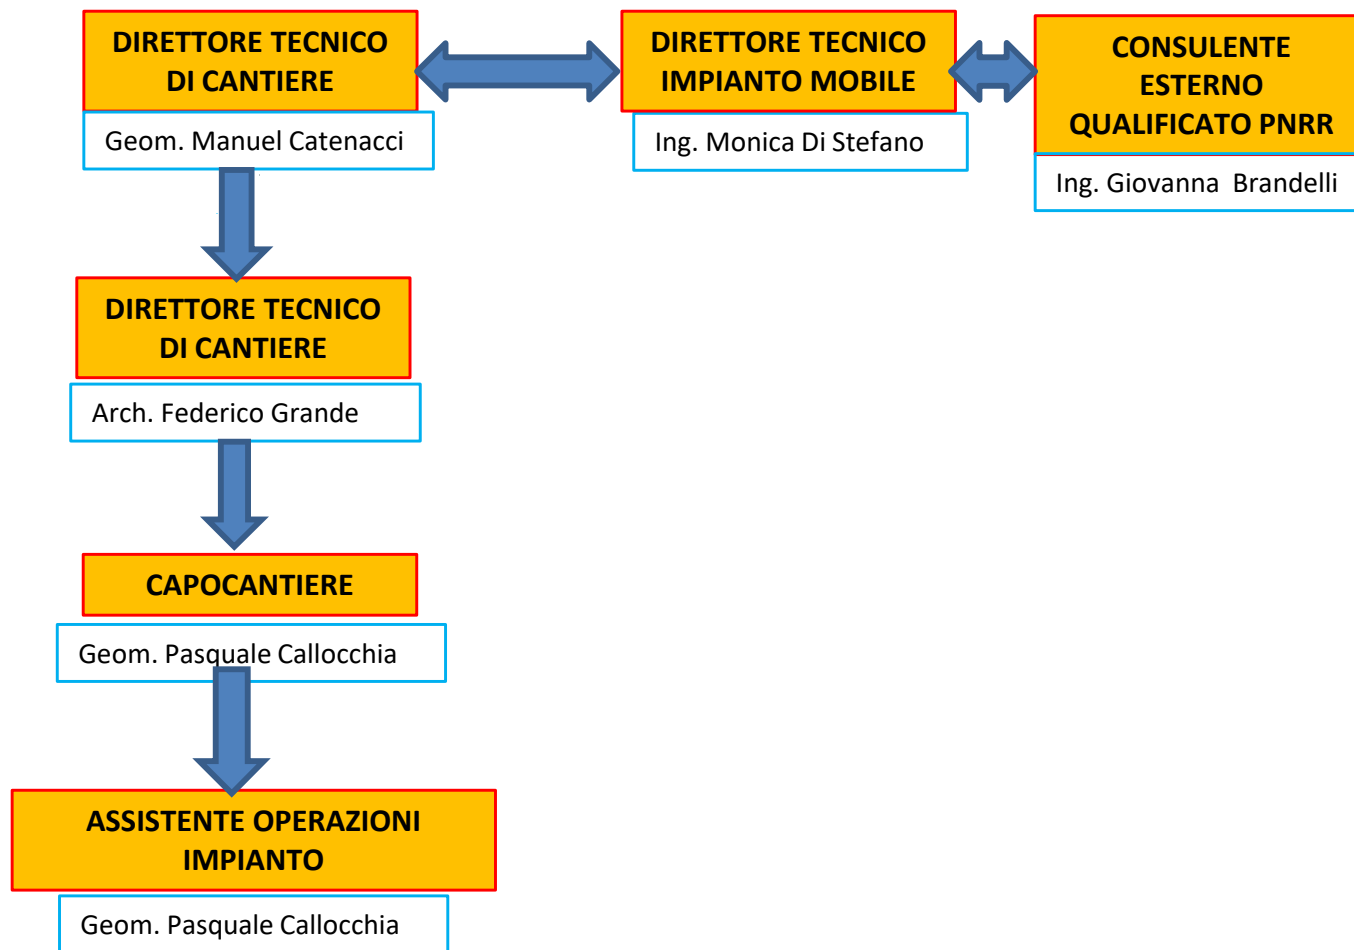 DIRETTORE TECNICO
DI CANTIERE
Geom. Manuel Catenacci
DIRETTORE TECNICO
IMPIANTO MOBILE
Ing. Monica Di Stefano
CONSULENTE
ESTERNO
QUALIFICATO PNRR
Ing. Giovanna Brandelli
DIRETTORE TECNICO
DI CANTIERE
Arch. Federico Grande
CAPOCANTIERE
Geom. Pasquale Callocchia
ASSISTENTE OPERAZIONI
IMPIANTO
Geom. Pasquale Callocchia